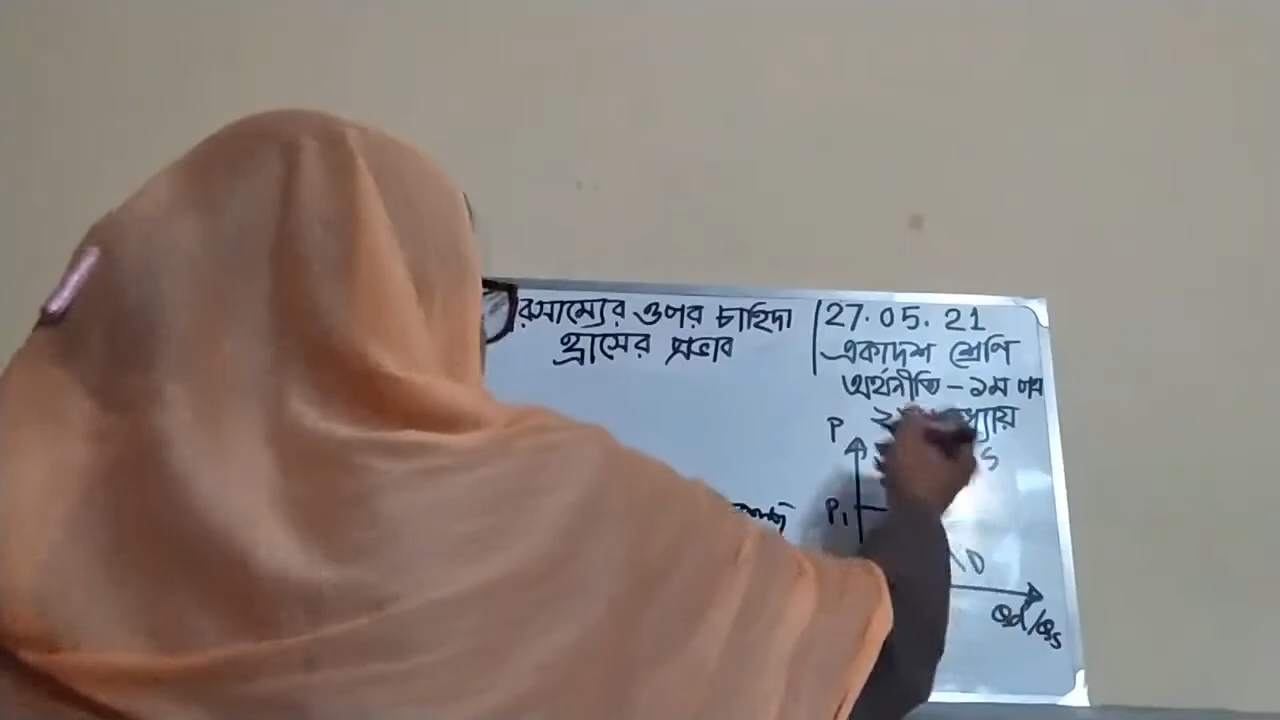 রসাম্যের ওপর চাহিদা
হ্রাসের প্রভাব
27.05.21
একাদশ শ্রেণি
অর্থনীতি - ১ম পত্র
P
S
P₁
D
Qd/Qs